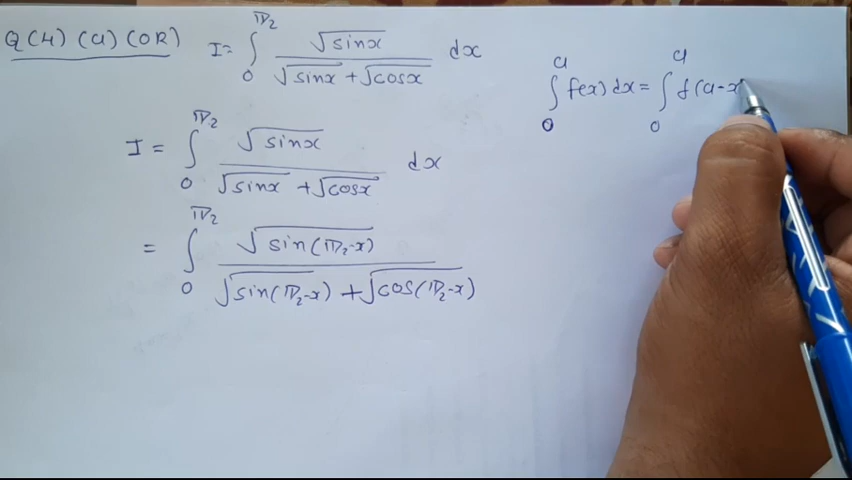 Q(4) (a) (OR) I = ∫₀^{π/2} √sinx / (√sinx + √cosx) dx
∫₀^a f(x) dx = ∫₀^a f(a-x)
I = ∫₀^{π/2} √sinx / (√sinx + √cosx) dx
= ∫₀^{π/2} √sin(π/2-x) / (√sin(π/2-x) + √cos(π/2-x))